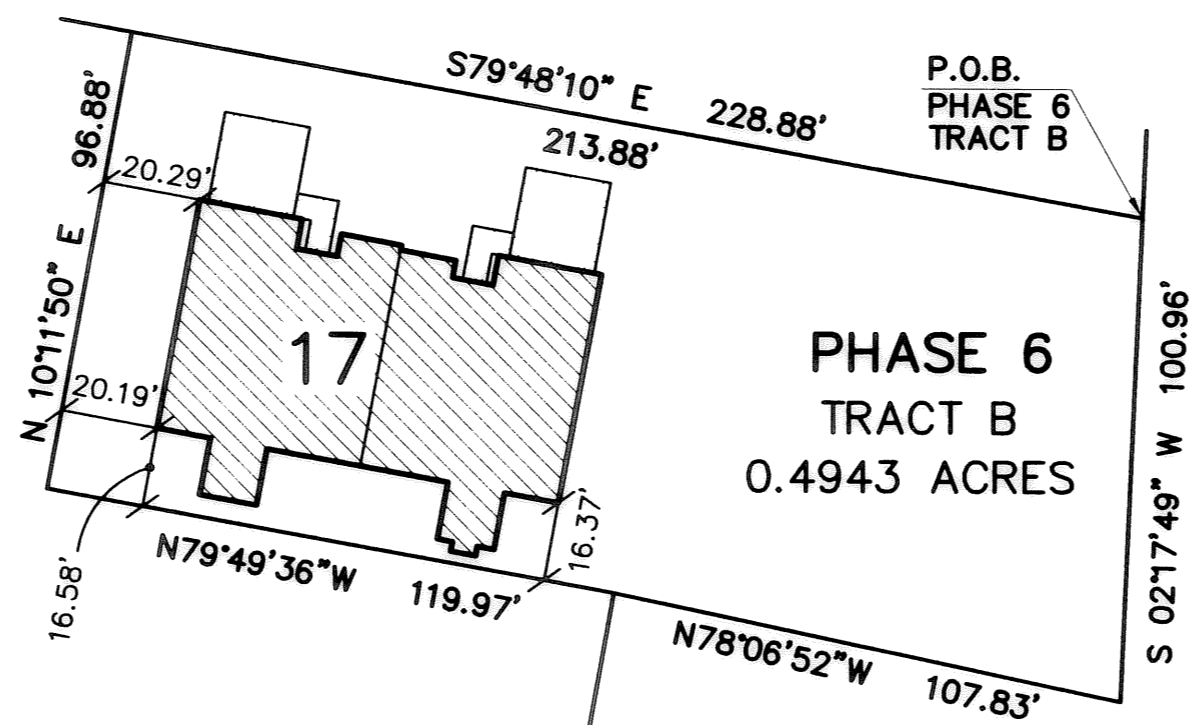 S79°48'10" E 228.88'
213.88'
P.O.B.
PHASE 6
TRACT B
N 10°11'50" E 96.88'
20.29'
20.19'
17
PHASE 6
TRACT B
0.4943 ACRES
S 02°17'49" W 100.96'
16.58'
16.37'
N79°49'36"W 119.97'
N78°06'52"W 107.83'